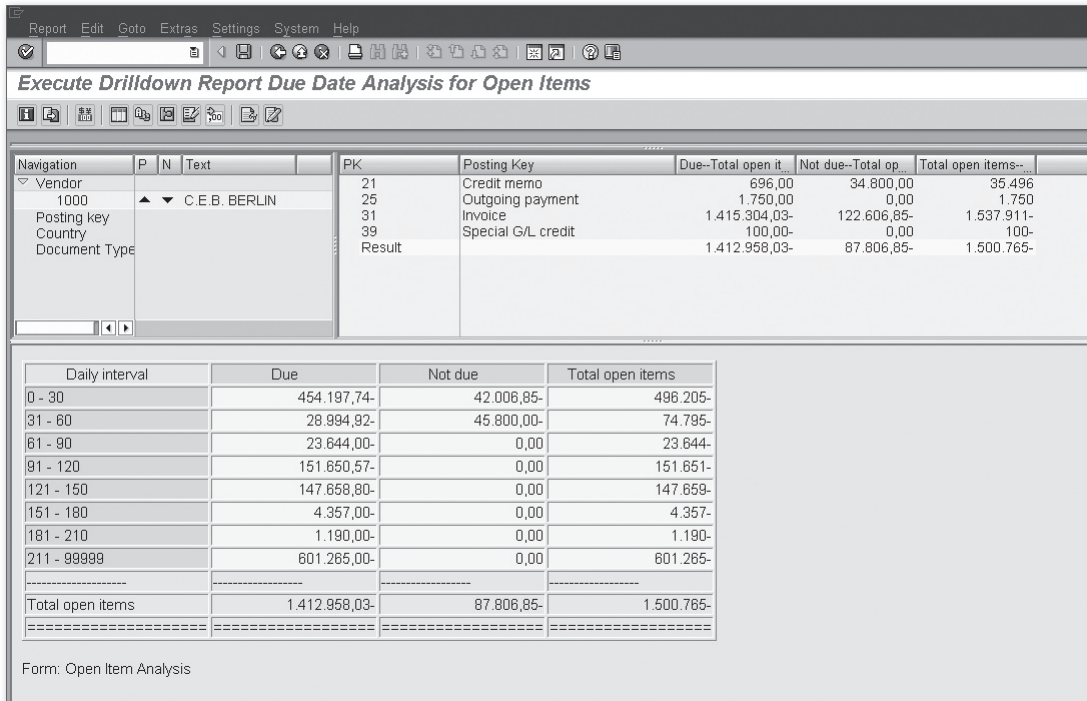 Report Edit Goto Extras Settings System Help
Execute Drilldown Report Due Date Analysis for Open Items
Navigation P N Text
Vendor
1000 C.E.B. BERLIN
Posting key
Country
Document Type
PK Posting Key Due--Total open it... Not due--Total op... Total open items--...
21 Credit memo 696,00 34.800,00 35.496
25 Outgoing payment 1.750,00 0,00 1.750
31 Invoice 1.415.304,03- 122.606,85- 1.537.911-
39 Special G/L credit 100,00- 0,00 100-
Result 1.412.958,03- 87.806,85- 1.500.765-
Daily interval Due Not due Total open items
0 - 30 454.197,74- 42.006,85- 496.205-
31 - 60 28.994,92- 45.800,00- 74.795-
61 - 90 23.644,00- 0,00 23.644-
91 - 120 151.650,57- 0,00 151.651-
121 - 150 147.658,80- 0,00 147.659-
151 - 180 4.357,00- 0,00 4.357-
181 - 210 1.190,00- 0,00 1.190-
211 - 99999 601.265,00- 0,00 601.265-
-------------------- ------------------ ------------------ ------------------
Total open items 1.412.958,03- 87.806,85- 1.500.765-
==================== ================== ================== ==================
Form: Open Item Analysis